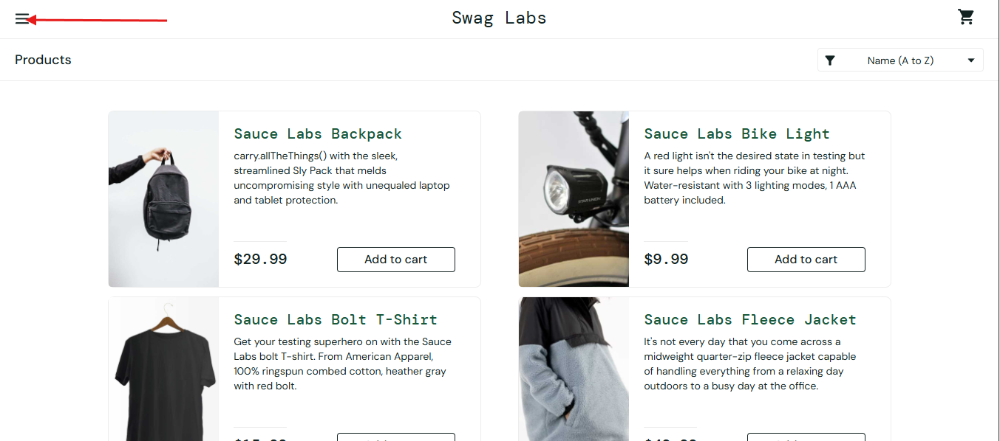 Swag Labs
Products
Name (A to Z)
Sauce Labs Backpack
carry.allTheThings() with the sleek,
streamlined Sly Pack that melds
uncompromising style with unequaled laptop
and tablet protection.
$29.99
Add to cart
Sauce Labs Bike Light
A red light isn't the desired state in testing but
it sure helps when riding your bike at night.
Water-resistant with 3 lighting modes, 1 AAA
battery included.
$9.99
Add to cart
Sauce Labs Bolt T-Shirt
Get your testing superhero on with the Sauce
Labs bolt T-shirt. From American Apparel,
100% ringspun combed cotton, heather gray
with red bolt.
Sauce Labs Fleece Jacket
It's not every day that you come across a
midweight quarter-zip fleece jacket capable
of handling everything from a relaxing day
outdoors to a busy day at the office.